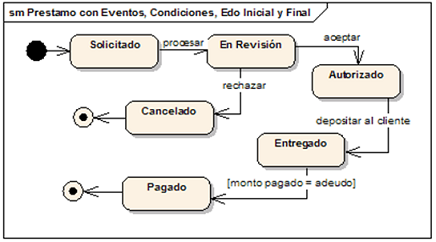 sm Prestamo con Eventos, Condiciones, Edo Inicial y Final
Solicitado
procesar
En Revisión
aceptar
Autorizado
rechazar
Cancelado
depositar al cliente
Entregado
[monto pagado = adeudo]
Pagado